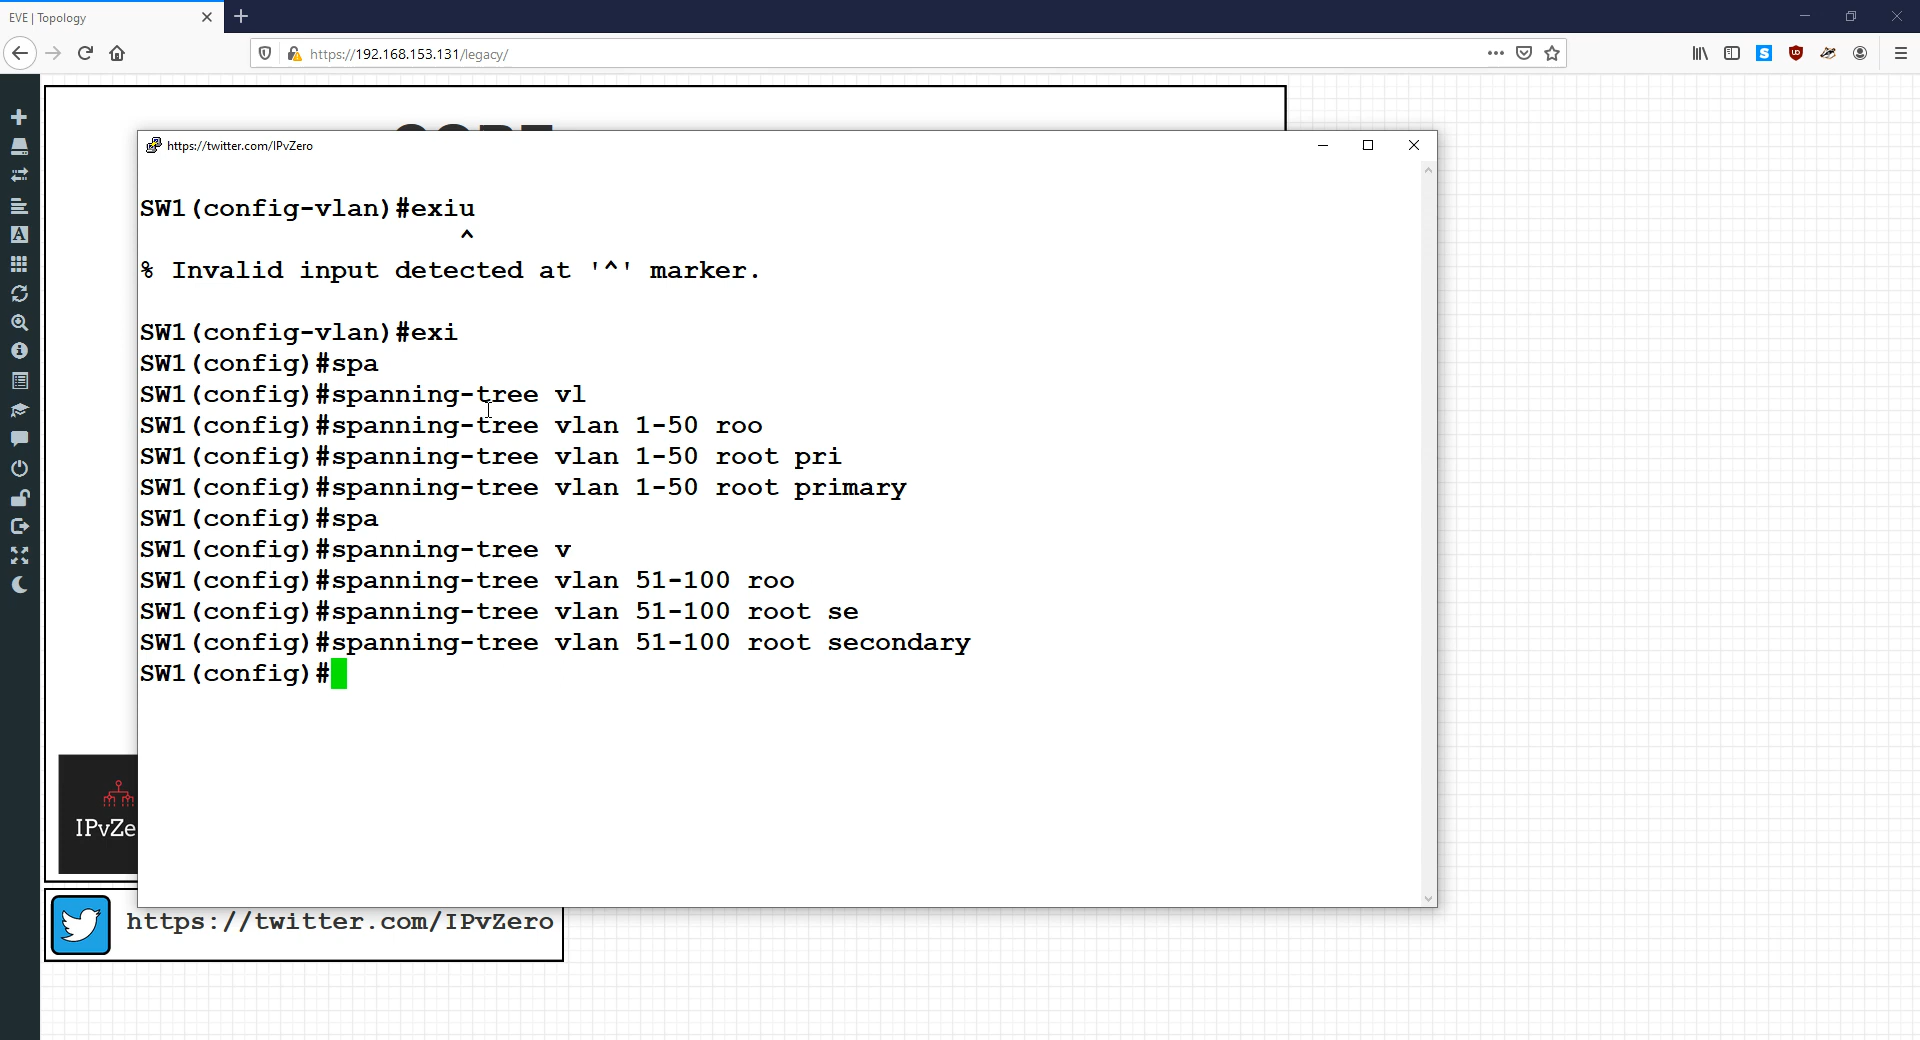 EVE | Topology
https://192.168.153.131/legacy/
https://twitter.com/IPvZero
SW1(config-vlan)#exiu
^
% Invalid input detected at '^' marker.
SW1(config-vlan)#exi
SW1(config)#spa
SW1(config)#spanning-tree vl
SW1(config)#spanning-tree vlan 1-50 roo
SW1(config)#spanning-tree vlan 1-50 root pri
SW1(config)#spanning-tree vlan 1-50 root primary
SW1(config)#spa
SW1(config)#spanning-tree v
SW1(config)#spanning-tree vlan 51-100 roo
SW1(config)#spanning-tree vlan 51-100 root se
SW1(config)#spanning-tree vlan 51-100 root secondary
SW1(config)#
IPvZe
https://twitter.com/IPvZero